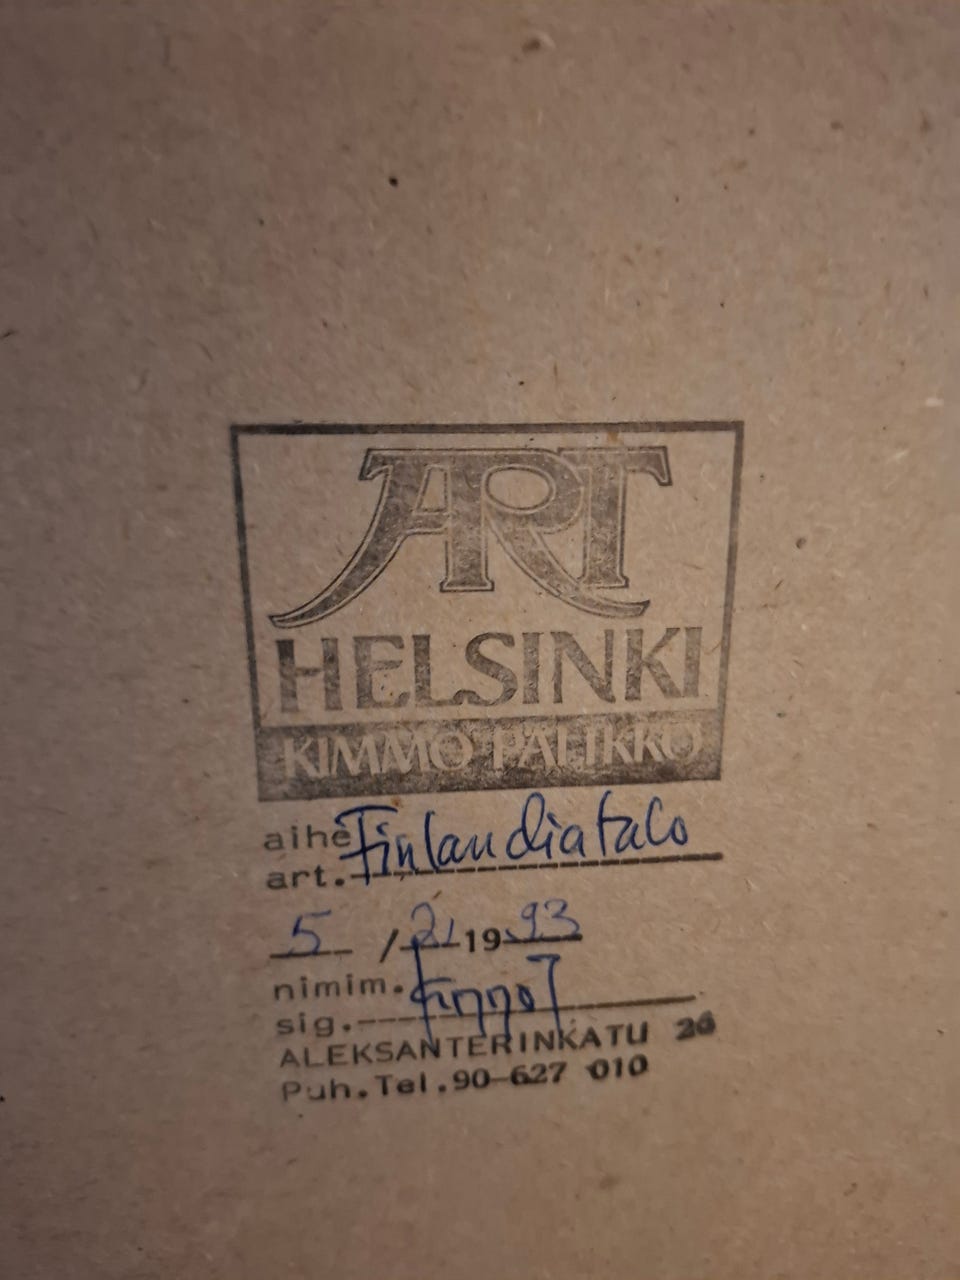 ART
HELSINKI
KIMMO PÄLIKKÖ
aihe Finlandiatalo
art.
5 / 2 19 93
nimim.
sig.
ALEKSANTERINKATU 26
Puh.Tel.90-627 010